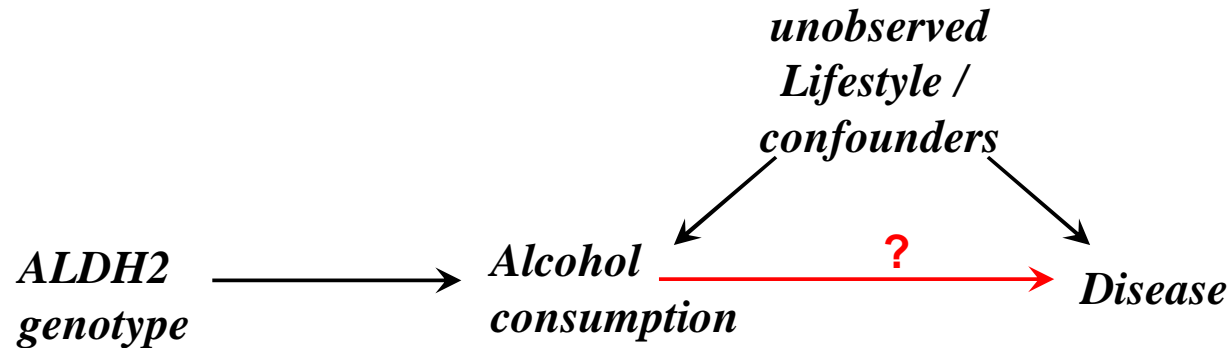 unobserved
Lifestyle /
confounders
?
ALDH2
genotype
Alcohol
consumption
Disease